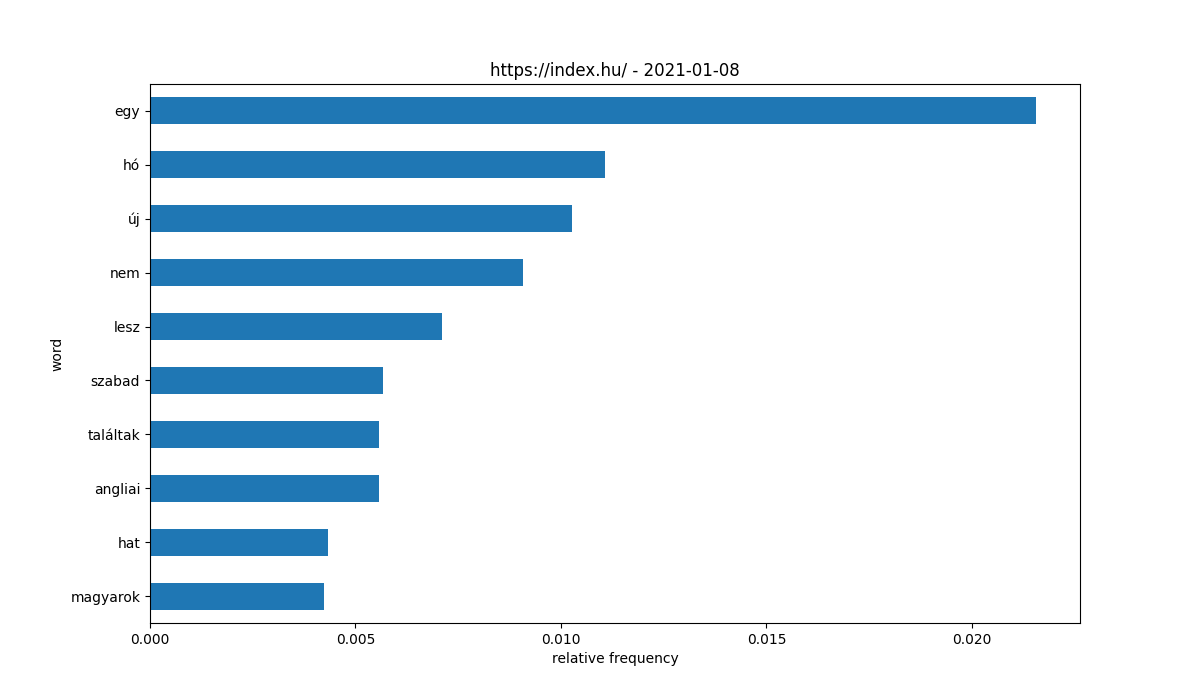 https://index.hu/ - 2021-01-08
egy
hó
új
nem
lesz
szabad
találtak
angliai
hat
magyarok
word
0.000 0.005 0.010 0.015 0.020
relative frequency